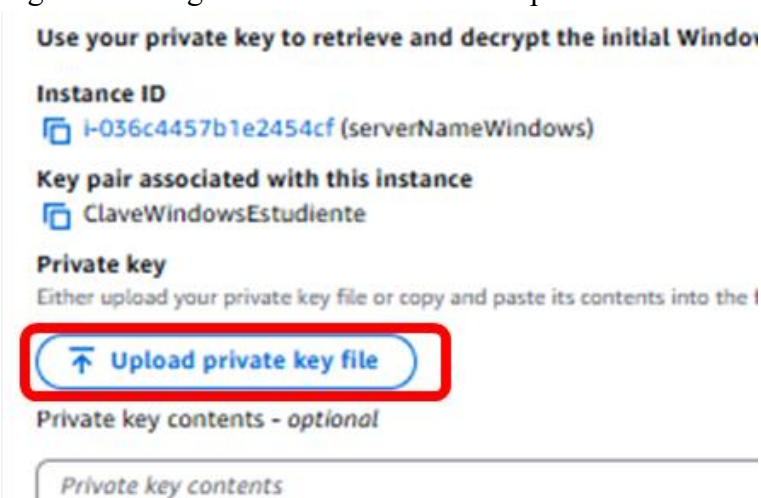 Use your private key to retrieve and decrypt the initial Windo
Instance ID
i-036c4457b1e2454cf (serverNameWindows)
Key pair associated with this instance
ClaveWindowsEstudiente
Private key
Either upload your private key file or copy and paste its contents into the
Upload private key file
Private key contents - optional
Private key contents